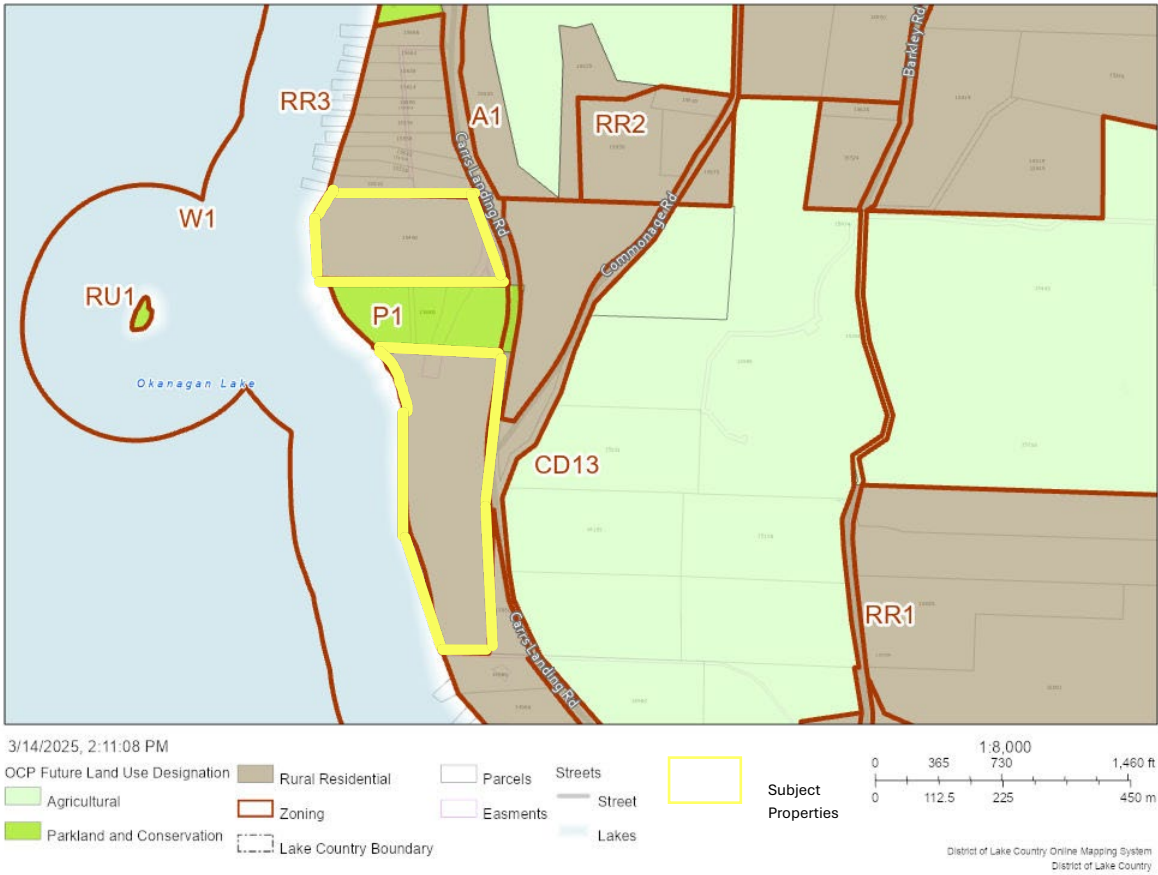 RR3
A1
RR2
Barkley Rd
Carrs Landing Rd
W1
Commonage Rd
RU1
P1
Okanagan Lake
CD13
RR1
Carrs Landing Rd
3/14/2025, 2:11:08 PM
OCP Future Land Use Designation
Agricultural
Parkland and Conservation
Rural Residential
Zoning
Lake Country Boundary
Parcels
Easments
Streets
Street
Lakes
Subject
Properties
1:8,000
0 365 730 1,460 ft
0 112.5 225 450 m
District of Lake Country Online Mapping System
District of Lake Country